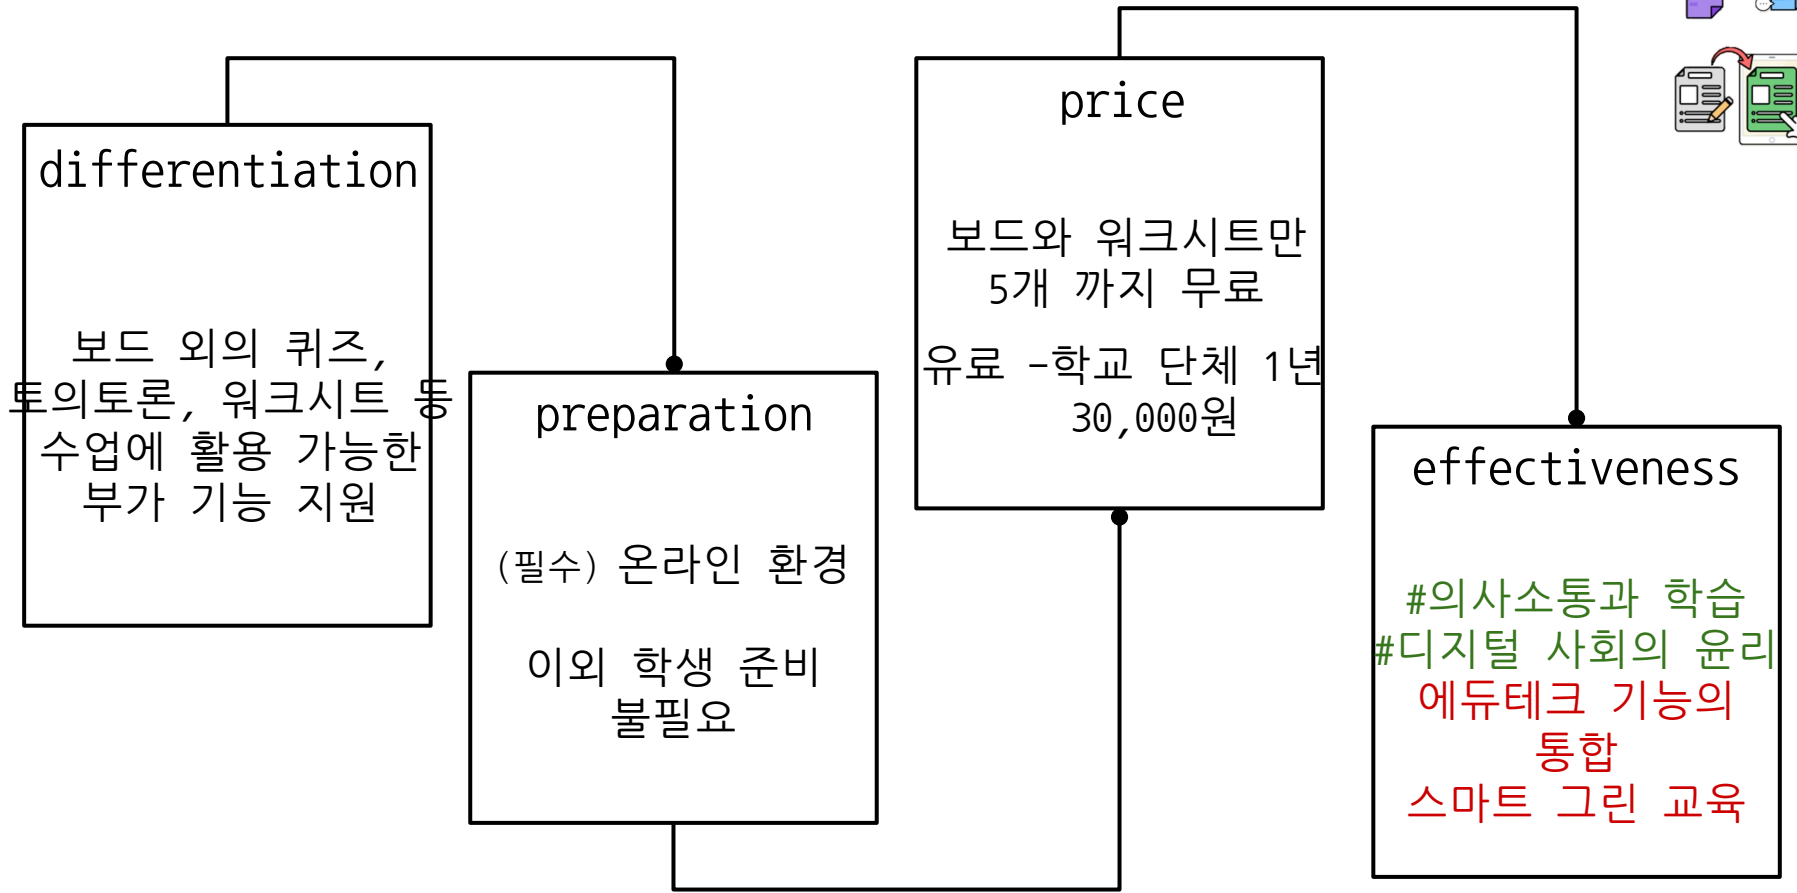 differentiation
보드 외의 퀴즈,
토의토론, 워크시트 등
수업에 활용 가능한
부가 기능 지원
preparation
(필수) 온라인 환경
이외 학생 준비
불필요
price
보드와 워크시트만
5개 까지 무료
유료 -학교 단체 1년
30,000원
effectiveness
#의사소통과 학습
#디지털 사회의 윤리
에듀테크 기능의
통합
스마트 그린 교육